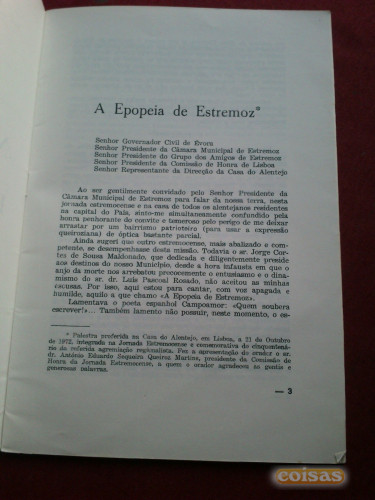 A Epopeia de Estremoz*
Senhor Governador Civil de Évora
Senhor Presidente da Câmara Municipal de Estremoz
Senhor Presidente do Grupo dos Amigos de Estremoz
Senhor Presidente da Comissão de Honra de Lisboa
Senhor Representante da Direcção da Casa do Alentejo
Ao ser gentilmente convidado pelo Senhor Presidente da
Câmara Municipal de Estremoz para falar da nossa terra, nesta
jornada estremocense e a todos os alentejanos residentes
na capital do País, sinto-me simultaneamente confundido pela
honra penhorante do convite e temeroso pelo perigo de me deixar
arrastar por um bairrismo patrioteiro (para usar a expressão
queirosiana) de óptica bastante parcial.
Ainda sugeri que outro estremocense, mais abalizado e com-
petente, se desempenhasse desta missão. Todavia o sr. Jorge Cortes
de Sousa Maldonado, que dedicada e diligentemente preside
aos destinos do nosso Município, desde a hora infausta em que o
anjo da morte nos arrebatou precocemente o entusiasmo e o dina-
mismo do sr. dr. Luís Pascoal Rosado, não aceitou as minhas
escusas. Por isso, aqui estou para cantar, com voz apagada e
humilde, aquilo a que chamo «A Epopeia de Estremoz».
Lamentava o poeta espanhol Campoamor: «Quem soubera
escrever!»... Também lamento não possuir, neste momento, o es-
* Palestra proferida na Casa do Alentejo, em Lisboa, a 21 de Outubro
de 1972, integrada na Jornada Estremocense e comemorativa do cinquentená-
rio da referida agremiação regionalista. Fez a apresentação do orador o sr.
dr. António Eduardo Sequeira Queiroz Martins, presidente da Comissão
de Honra da Jornada Estremocense, a quem o orador agradeceu as gentis e
generosas palavras.
— 3
coisas